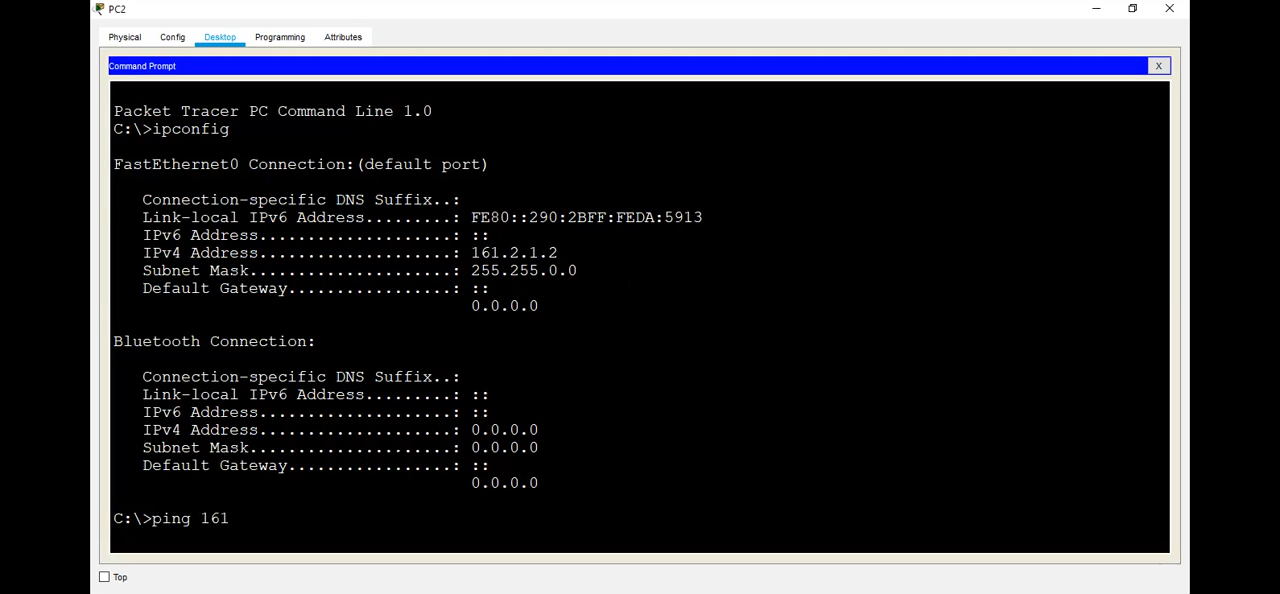 PC2
Physical Config Desktop Programming Attributes
Command Prompt X
Packet Tracer PC Command Line 1.0
C:\>ipconfig
FastEthernet0 Connection:(default port)
Connection-specific DNS Suffix..:
Link-local IPv6 Address.........: FE80::290:2BFF:FEDA:5913
IPv6 Address....................: ::
IPv4 Address....................: 161.2.1.2
Subnet Mask.....................: 255.255.0.0
Default Gateway.................: ::
0.0.0.0
Bluetooth Connection:
Connection-specific DNS Suffix..:
Link-local IPv6 Address.........: ::
IPv6 Address....................: ::
IPv4 Address....................: 0.0.0.0
Subnet Mask.....................: 0.0.0.0
Default Gateway.................: ::
0.0.0.0
C:\>ping 161
Top